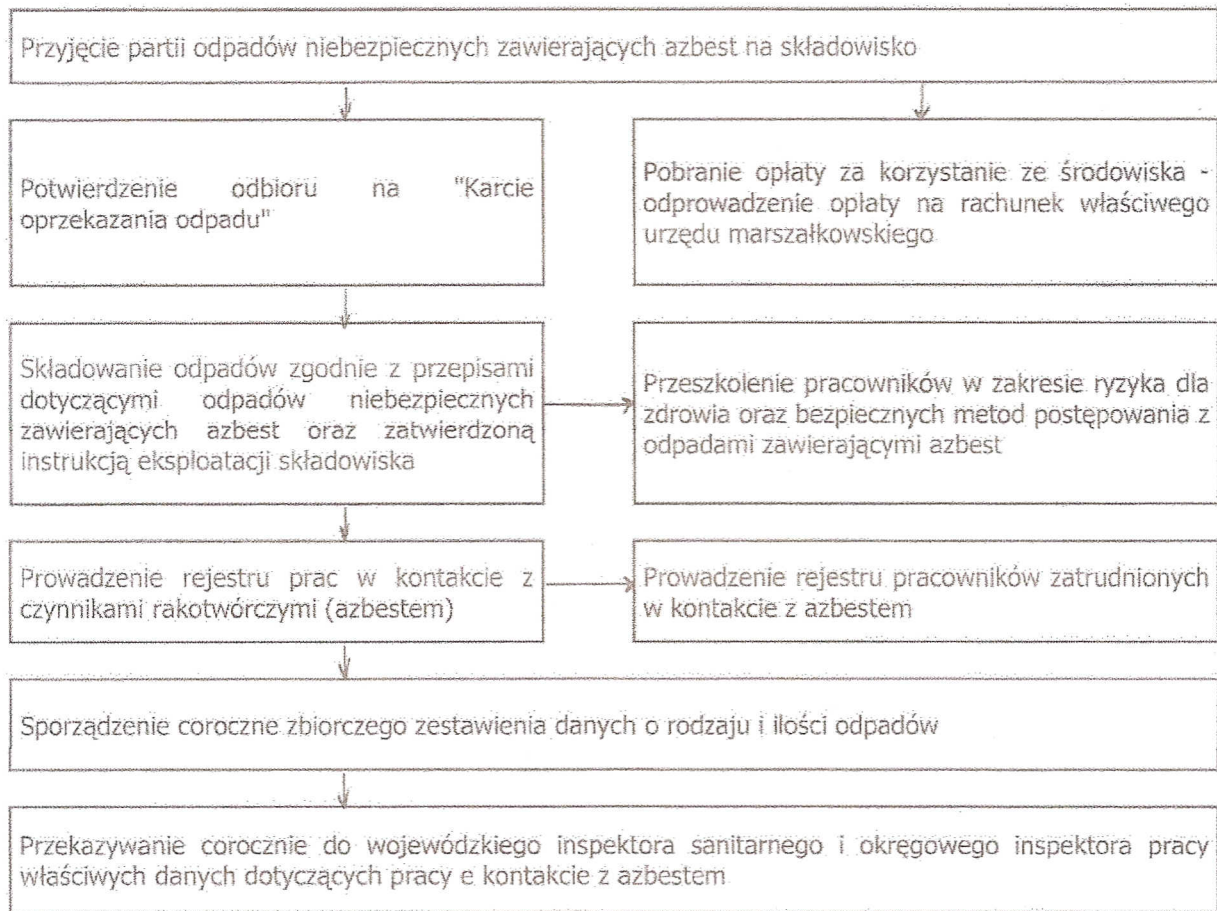 Przyjęcie partii odpadów niebezpiecznych zawierających azbest na składowisko
Potwierdzenie odbioru na "Karcie
oprzekazania odpadu"
Pobranie opłaty za korzystanie ze środowiska -
odprowadzenie opłaty na rachunek właściwego
urzędu marszałkowskiego
Składowanie odpadów zgodnie z przepisami
dotyczącymi odpadów niebezpiecznych
zawierających azbest oraz zatwierdzoną
instrukcją eksploatacji składowiska
Przeszkolenie pracowników w zakresie ryzyka dla
zdrowia oraz bezpiecznych metod postępowania z
odpadami zawierającymi azbest
Prowadzenie rejestru prac w kontakcie z
czynnikami rakotwórczymi (azbestem)
Prowadzenie rejestru pracowników zatrudnionych
w kontakcie z azbestem
Sporządzenie coroczne zbiorczego zestawienia danych o rodzaju i ilości odpadów
Przekazywanie corocznie do wojewódzkiego inspektora sanitarnego i okręgowego inspektora pracy
właściwych danych dotyczących pracy e kontakcie z azbestem